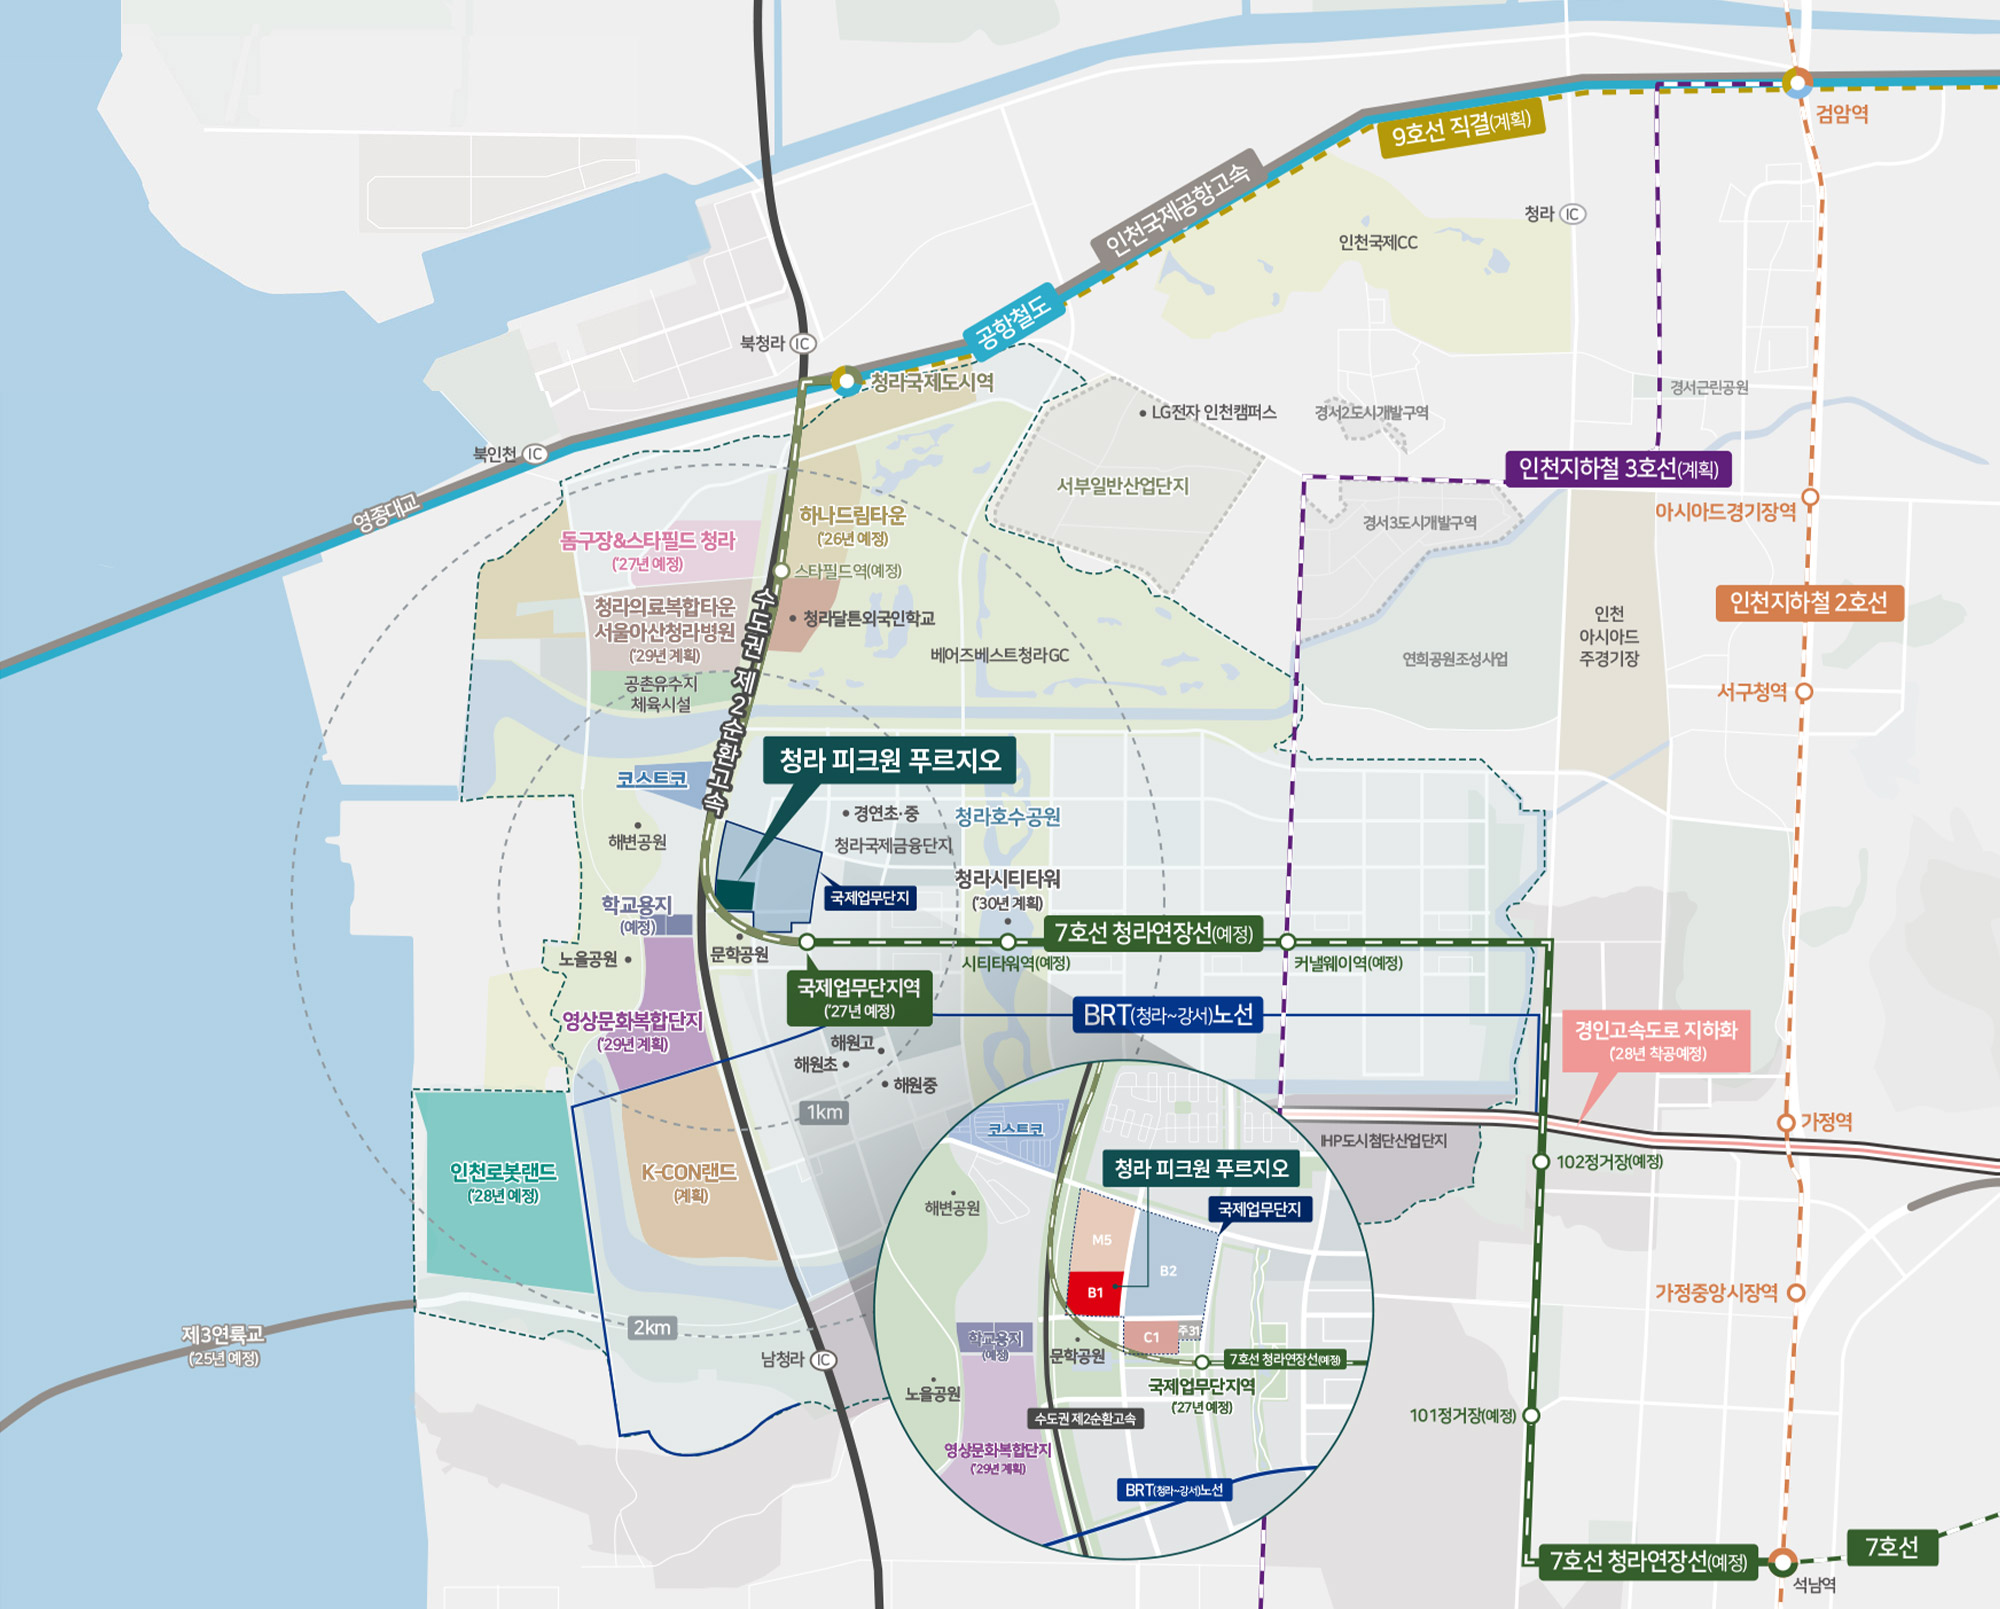 검암역
9호선 직결(계획)
인천국제공항고속
청라 IC
인천국제CC
공항철도
북청라 IC
청라국제도시역
경서근린공원
LG전자 인천캠퍼스
경서2도시개발구역
북인천 IC
인천지하철 3호선(계획)
영종대교
서부일반산업단지
아시아드경기장역
하나드림타운
('26년 예정)
경서3도시개발구역
돔구장&스타필드 청라
('27년 예정)
스타필드역(예정)
인천지하철 2호선
청라의료복합타운
서울아산청라병원
('29년 계획)
수도권 제2순환고속
청라달튼외국인학교
인천
아시아드
주경기장
베어즈베스트청라GC
연희공원조성사업
공촌유수지
체육시설
서구청역
청라 피크원 푸르지오
코스트코
경연초·중
청라호수공원
해변공원
청라국제금융단지
청라시티타워
('30년 계획)
국제업무단지
학교용지
(예정)
7호선 청라연장선(예정)
노을공원
문학공원
시티타워역(예정)
커낼웨이역(예정)
국제업무단지역
('27년 예정)
BRT(청라~강서)노선
영상문화복합단지
('29년 계획)
경인고속도로 지하화
('28년 착공예정)
해원고
해원초
해원중
1km
가정역
IHP도시첨단산업단지
102정거장(예정)
인천로봇랜드
('28년 예정)
K-CON랜드
(계획)
가정중앙시장역
2km
제3연륙교
('25년 예정)
남청라 IC
101정거장(예정)
7호선 청라연장선(예정)
7호선
석남역
코스트코
청라 피크원 푸르지오
해변공원
국제업무단지
M5
B2
B1
C1
주31
학교용지
(예정)
문학공원
7호선 청라연장선(예정)
노을공원
국제업무단지역
('27년 예정)
수도권 제2순환고속
영상문화복합단지
('29년 계획)
BRT(청라~강서)노선